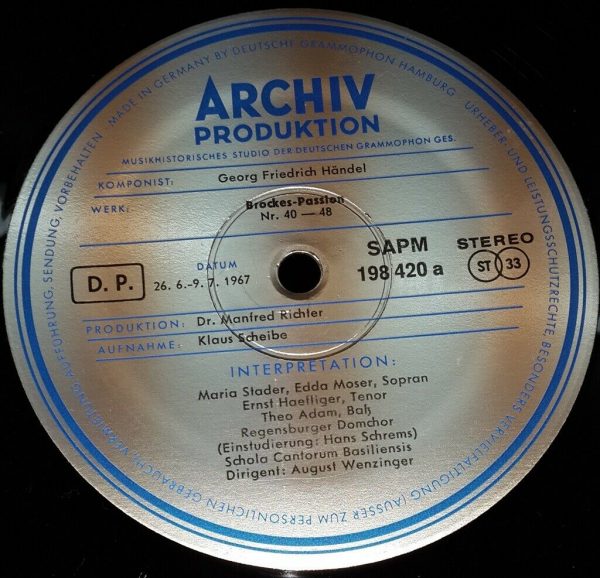 MADE IN GERMANY BY DEUTSCHE GRAMMOPHON HAMBURG
URHEBER- UND LEISTUNGSSCHUTZRECHTE, BESONDERS VERVIELFÄLTIGUNG (AUSSER ZUM PERSÖNLICHEN GEBRAUCH), VERMIETUNG, AUFFÜHRUNG, SENDUNG, VORBEHALTEN
ARCHIV
PRODUKTION
MUSIKHISTORISCHES STUDIO DER DEUTSCHEN GRAMMOPHON GES.
KOMPONIST: Georg Friedrich Händel
WERK: Brockes-Passion
Nr. 40 — 48
D. P.
DATUM
26. 6.-9. 7. 1967
SAPM
198 420 a
STEREO
ST 33
PRODUKTION: Dr. Manfred Richter
AUFNAHME: Klaus Scheibe
INTERPRETATION:
Maria Stader, Edda Moser, Sopran
Ernst Haefliger, Tenor
Theo Adam, Baß
Regensburger Domchor
(Einstudierung: Hans Schrems)
Schola Cantorum Basiliensis
Dirigent: August Wenzinger